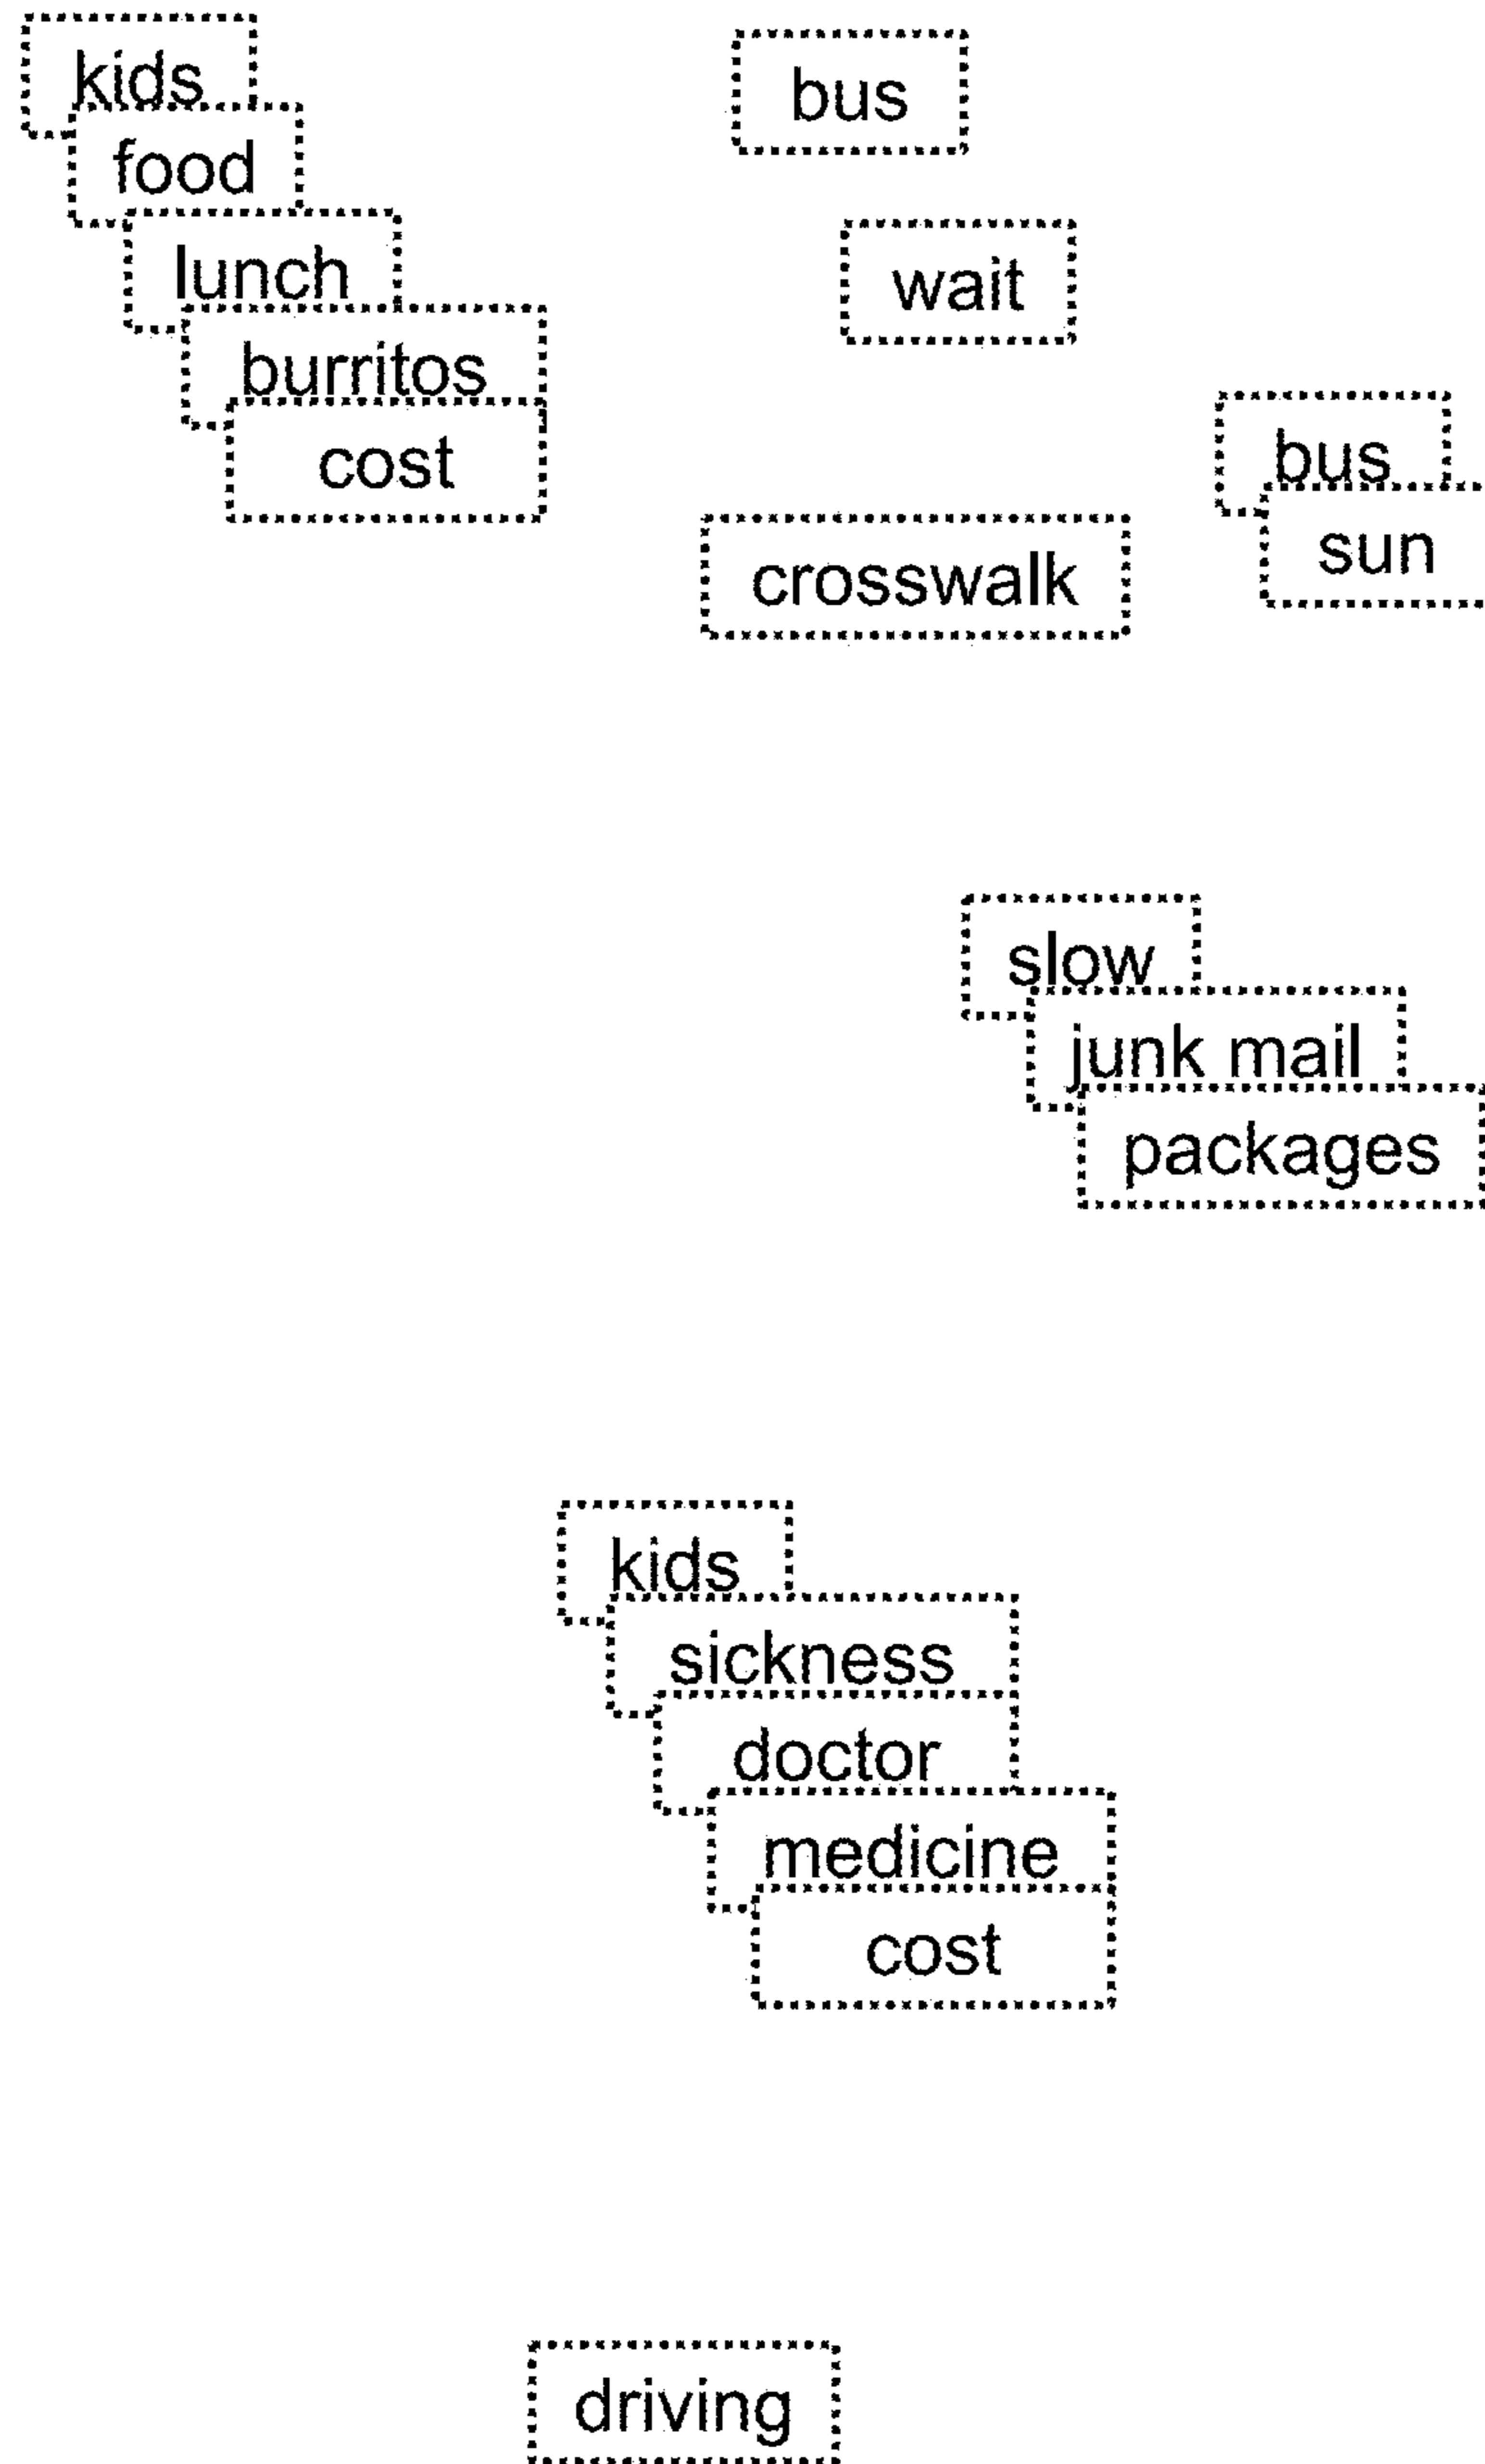 kids
food
lunch
burritos
cost
bus
wait
crosswalk
bus
sun
slow
junk mail
packages
kids
sickness
doctor
medicine
cost
driving